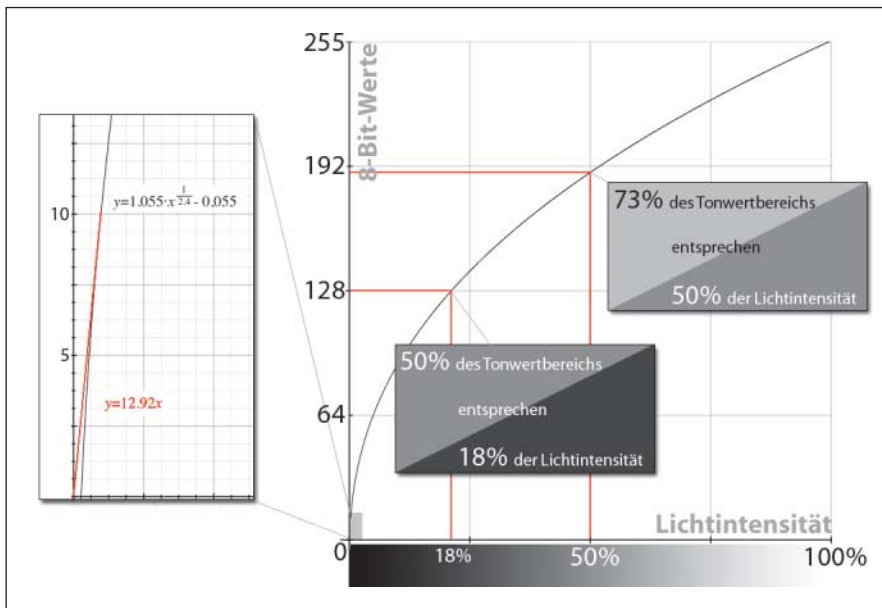 255
8-Bit-Werte
192
y=1.055·x^(1/2.4) - 0,055
10
5
y=12.92x
73% des Tonwertbereichs
entsprechen
50% der Lichtintensität
128
50% des Tonwertbereichs
entsprechen
18% der Lichtintensität
64
Lichtintensität
0
18%
50%
100%